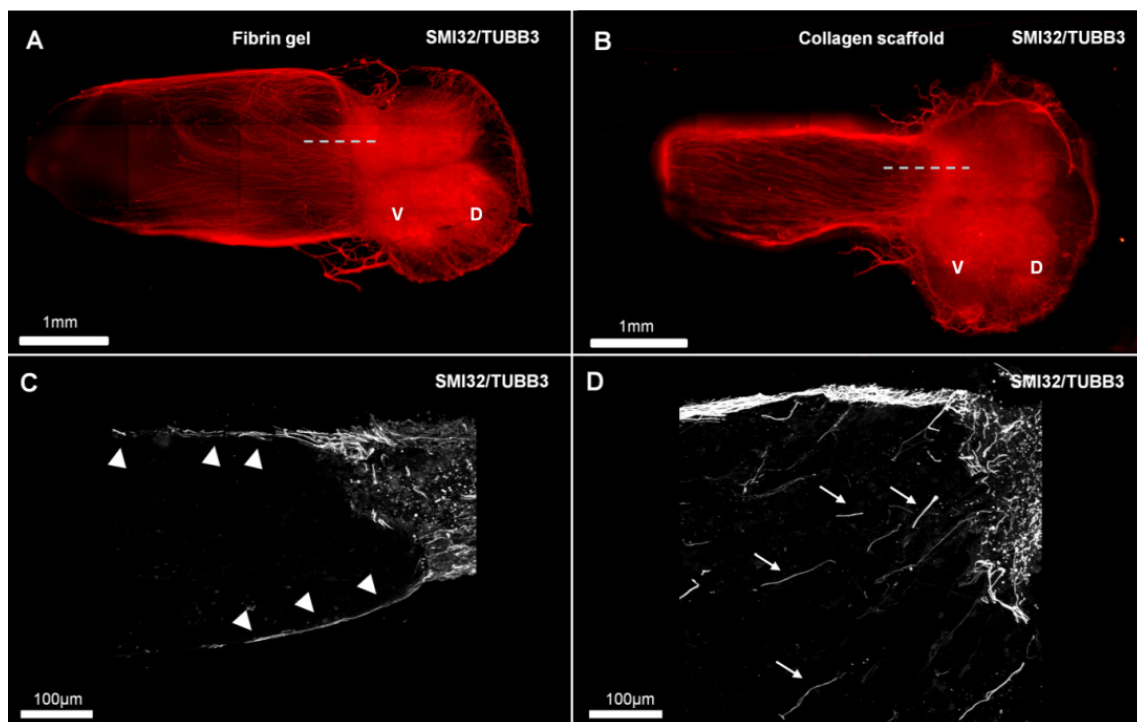 A
Fibrin gel
SMI32/TUBB3
V
D
1mm
B
Collagen scaffold
SMI32/TUBB3
V
D
1mm
C
SMI32/TUBB3
100µm
D
SMI32/TUBB3
100µm